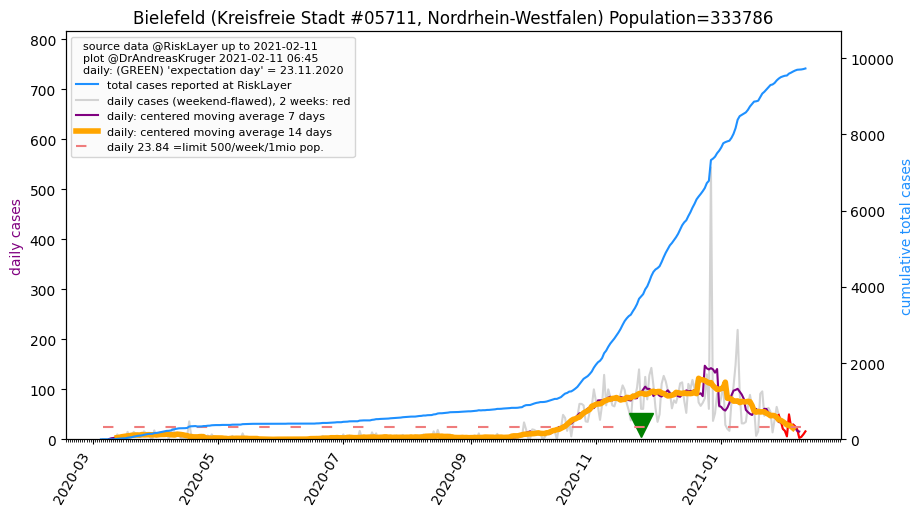 Bielefeld (Kreisfreie Stadt #05711, Nordrhein-Westfalen) Population=333786
source data @RiskLayer up to 2021-02-11
plot @DrAndreasKruger 2021-02-11 06:45
daily: (GREEN) 'expectation day' = 23.11.2020
total cases reported at RiskLayer
daily cases (weekend-flawed), 2 weeks: red
daily: centered moving average 7 days
daily: centered moving average 14 days
daily 23.84 =limit 500/week/1mio pop.
daily cases
800
700
600
500
400
300
200
100
0
cumulative total cases
10000
8000
6000
4000
2000
0
2020-03
2020-05
2020-07
2020-09
2020-11
2021-01